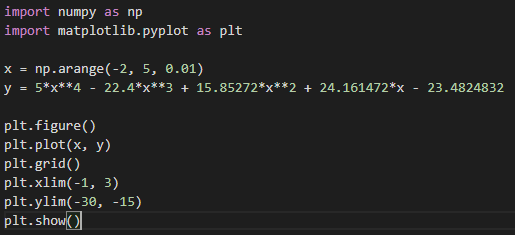 import numpy as np
import matplotlib.pyplot as plt
x = np.arange(-2, 5, 0.01)
y = 5*x**4 - 22.4*x**3 + 15.85272*x**2 + 24.161472*x - 23.4824832
plt.figure()
plt.plot(x, y)
plt.grid()
plt.xlim(-1, 3)
plt.ylim(-30, -15)
plt.show()